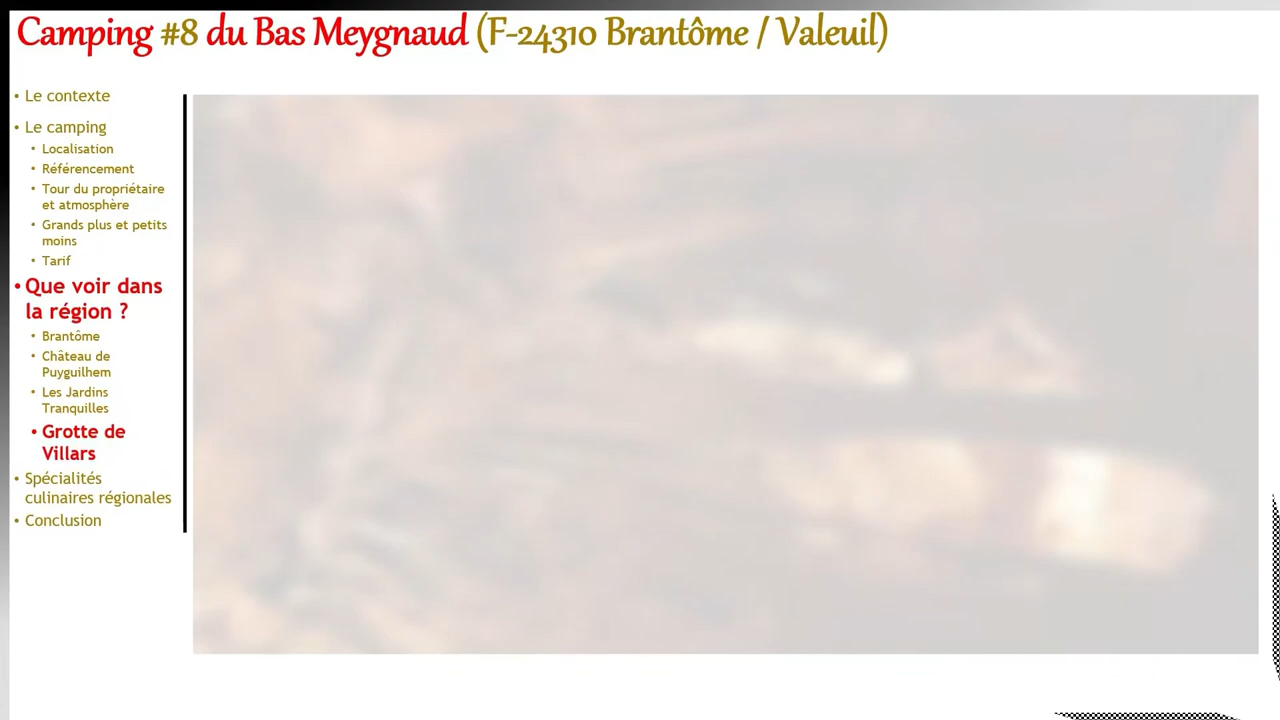 Camping #8 du Bas Meygnaud (F-24310 Brantôme / Valeuil)
• Le contexte
• Le camping
• Localisation
• Référencement
• Tour du propriétaire
et atmosphère
• Grands plus et petits
moins
• Tarif
• Que voir dans
la région ?
• Brantôme
• Château de
Puyguilhem
• Les Jardins
Tranquilles
• Grotte de
Villars
• Spécialités
culinaires régionales
• Conclusion